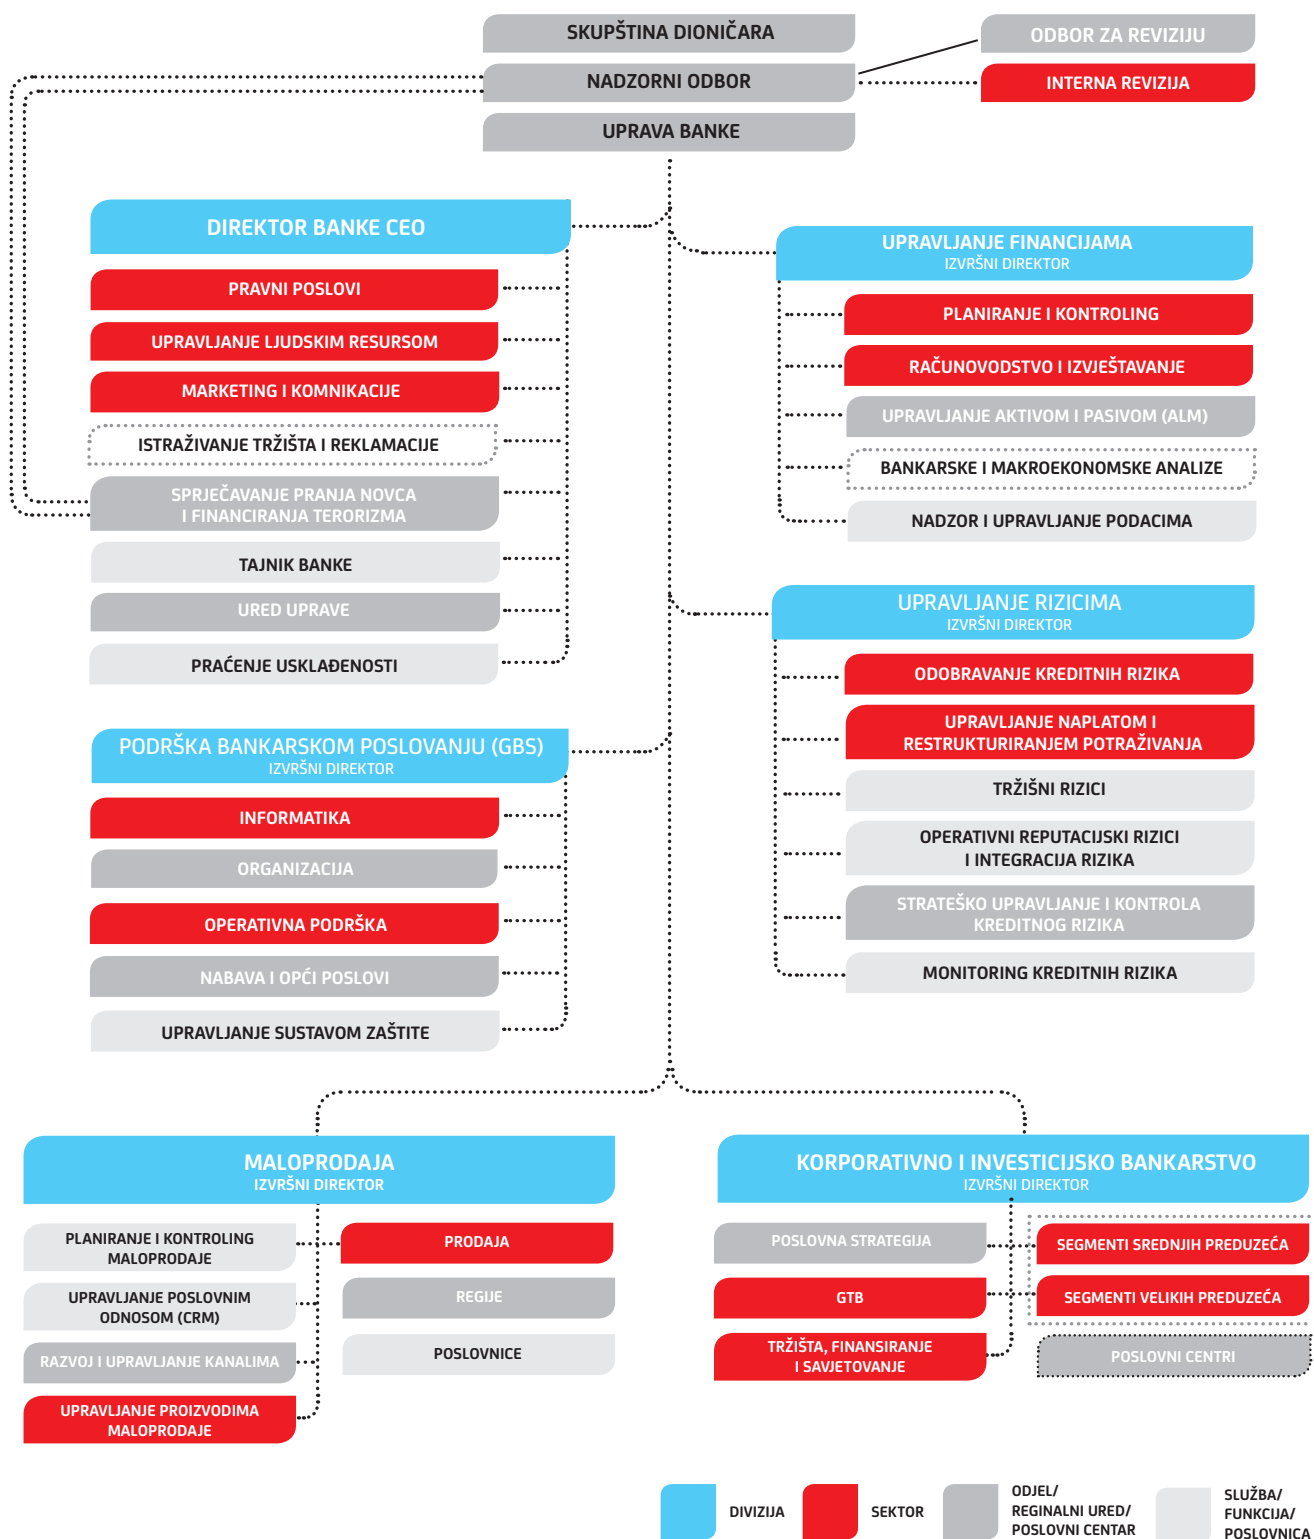 SKUPŠTINA DIONIČARA
ODBOR ZA REVIZIJU
NADZORNI ODBOR
INTERNA REVIZIJA
UPRAVA BANKE
DIREKTOR BANKE CEO
PRAVNI POSLOVI
UPRAVLJANJE LJUDSKIM RESURSOM
MARKETING I KOMNIKACIJE
ISTRAŽIVANJE TRŽIŠTA I REKLAMACIJE
SPRJEČAVANJE PRANJA NOVCA
I FINANCIRANJA TERORIZMA
TAJNIK BANKE
URED UPRAVE
PRAĆENJE USKLAĐENOSTI
UPRAVLJANJE FINANCIJAMA
IZVRŠNI DIREKTOR
PLANIRANJE I KONTROLING
RAČUNOVODSTVO I IZVJEŠTAVANJE
UPRAVLJANJE AKTIVOM I PASIVOM (ALM)
BANKARSKE I MAKROEKONOMSKE ANALIZE
NADZOR I UPRAVLJANJE PODACIMA
UPRAVLJANJE RIZICIMA
IZVRŠNI DIREKTOR
ODOBRAVANJE KREDITNIH RIZIKA
UPRAVLJANJE NAPLATOM I
RESTRUKTURIRANJEM POTRAŽIVANJA
TRŽIŠNI RIZICI
OPERATIVNI REPUTACIJSKI RIZICI
I INTEGRACIJA RIZIKA
STRATEŠKO UPRAVLJANJE I KONTROLA
KREDITNOG RIZIKA
MONITORING KREDITNIH RIZIKA
PODRŠKA BANKARSKOM POSLOVANJU (GBS)
IZVRŠNI DIREKTOR
INFORMATIKA
ORGANIZACIJA
OPERATIVNA PODRŠKA
NABAVA I OPĆI POSLOVI
UPRAVLJANJE SUSTAVOM ZAŠTITE
MALOPRODAJA
IZVRŠNI DIREKTOR
PLANIRANJE I KONTROLING
MALOPRODAJE
UPRAVLJANJE POSLOVNIM
ODNOSOM (CRM)
RAZVOJ I UPRAVLJANJE KANALIMA
UPRAVLJANJE PROIZVODIMA
MALOPRODAJE
PRODAJA
REGIJE
POSLOVNICE
KORPORATIVNO I INVESTICIJSKO BANKARSTVO
IZVRŠNI DIREKTOR
POSLOVNA STRATEGIJA
GTB
TRŽIŠTA, FINANSIRANJE
I SAVJETOVANJE
SEGMENTI SREDNJIH PREDUZEĆA
SEGMENTI VELIKIH PREDUZEĆA
POSLOVNI CENTRI
DIVIZIJA
SEKTOR
ODJEL/
REGINALNI URED/
POSLOVNI CENTAR
SLUŽBA/
FUNKCIJA/
POSLOVNICA